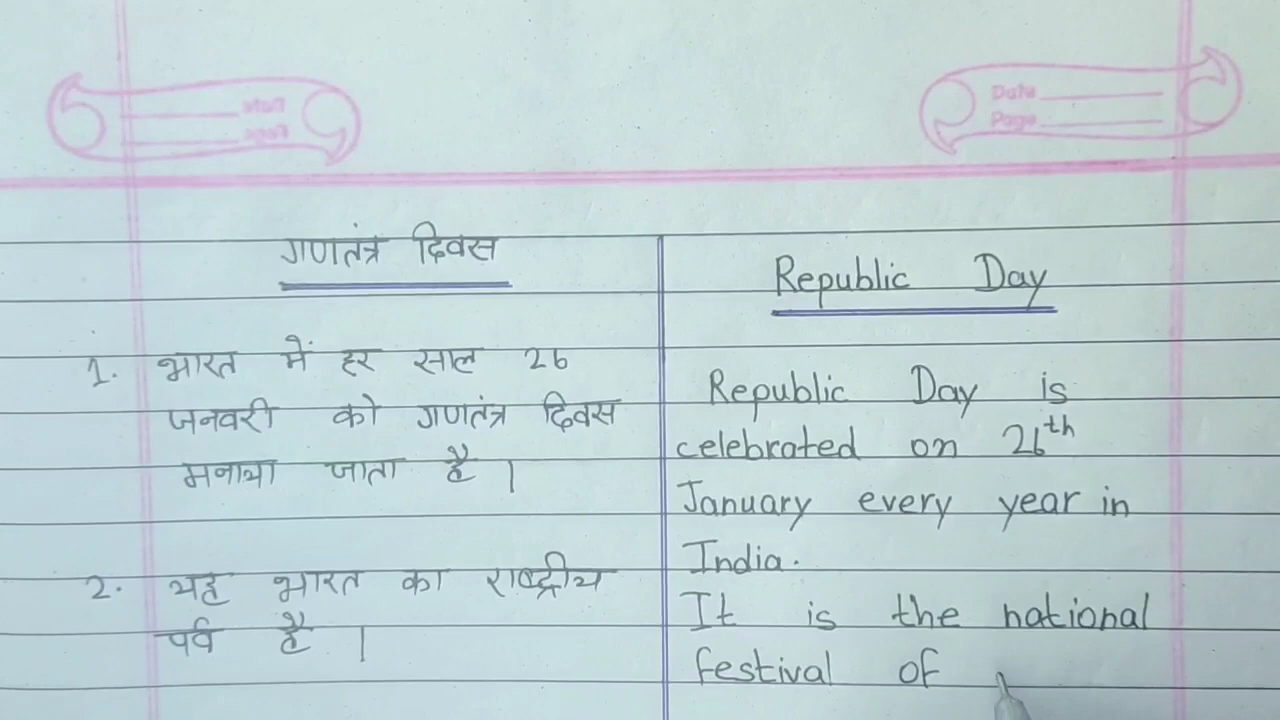 Date
Page
गणतंत्र दिवस
1. भारत में हर साल 26
जनवरी को गणतंत्र दिवस
मनाया जाता है |
2. यह भारत का राष्ट्रीय
पर्व है |
Republic Day
Republic Day is
celebrated on 26th
January every year in
India.
It is the national
festival of